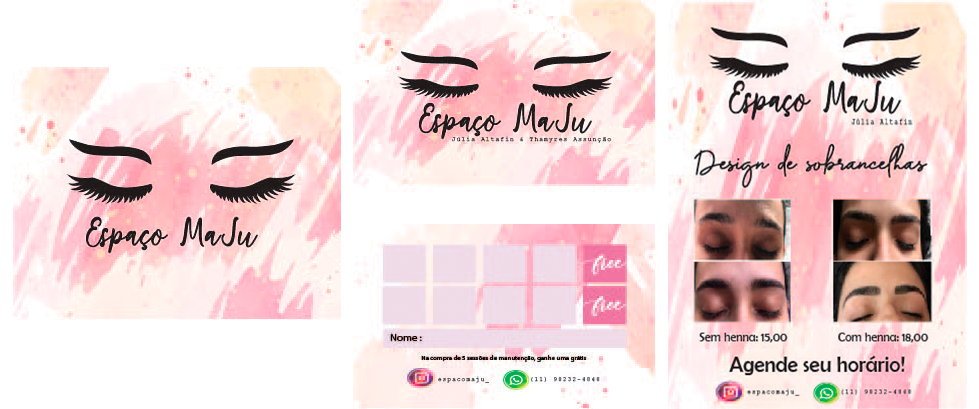 Espaço MaJu
Espaço MaJu
Júlia Altafin & Thamyres Assunção
free
free
Nome :
Na compra de 5 sessões de manutenção, ganhe uma grátis
espacomaju_
(11) 98232-4848
Espaço MaJu
Júlia Altafin
Design de sobrancelhas
Sem henna: 15,00
Com henna: 18,00
Agende seu horário!
espacomaju_
(11) 98232-4848